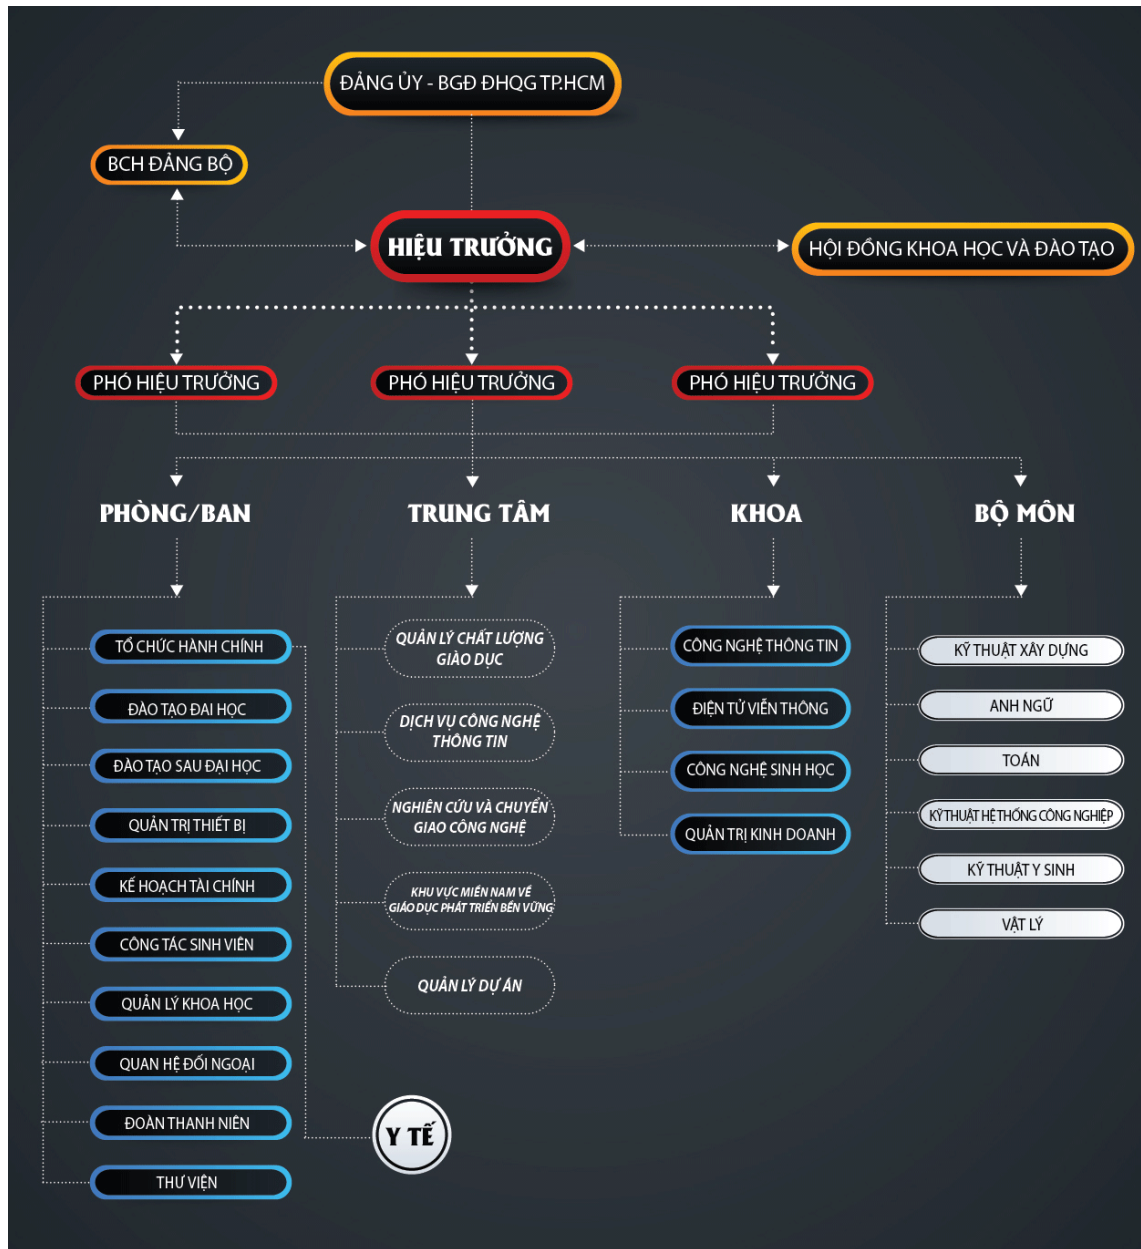 ĐẢNG ỦY - BGĐ ĐHQG TP.HCM
BCH ĐẢNG BỘ
HIỆU TRƯỞNG
HỘI ĐỒNG KHOA HỌC VÀ ĐÀO TẠO
PHÓ HIỆU TRƯỞNG
PHÓ HIỆU TRƯỞNG
PHÓ HIỆU TRƯỞNG
PHÒNG/BAN
TỔ CHỨC HÀNH CHÍNH
ĐÀO TẠO ĐAI HỌC
ĐÀO TẠO SAU ĐẠI HỌC
QUẢN TRỊ THIẾT BỊ
KẾ HOẠCH TÀI CHÍNH
CÔNG TÁC SINH VIÊN
QUẢN LÝ KHOA HỌC
QUAN HỆ ĐỐI NGOẠI
ĐOÀN THANH NIÊN
THƯ VIỆN
TRUNG TÂM
QUẢN LÝ CHẤT LƯỢNG
GIÀO DỤC
DỊCH VỤ CÔNG NGHỆ
THÔNG TIN
NGHIÊN CỨU VÀ CHUYỂN
GIAO CÔNG NGHỆ
KHU VỰC MIỀN NAM VỀ
GIÁO DỤC PHÁT TRIỂN BỀN VỮNG
QUẢN LÝ DỰ ÁN
Y TẾ
KHOA
CÔNG NGHỆ THÔNG TIN
ĐIỆN TỬ VIỄN THÔNG
CÔNG NGHỆ SINH HỌC
QUẢN TRỊ KINH DOANH
BỘ MÔN
KỸ THUẬT XÂY DỰNG
ANH NGỮ
TOÁN
KỸ THUẬT HỆ THỐNG CÔNG NGHIỆP
KỸ THUẬT Y SINH
VẬT LÝ